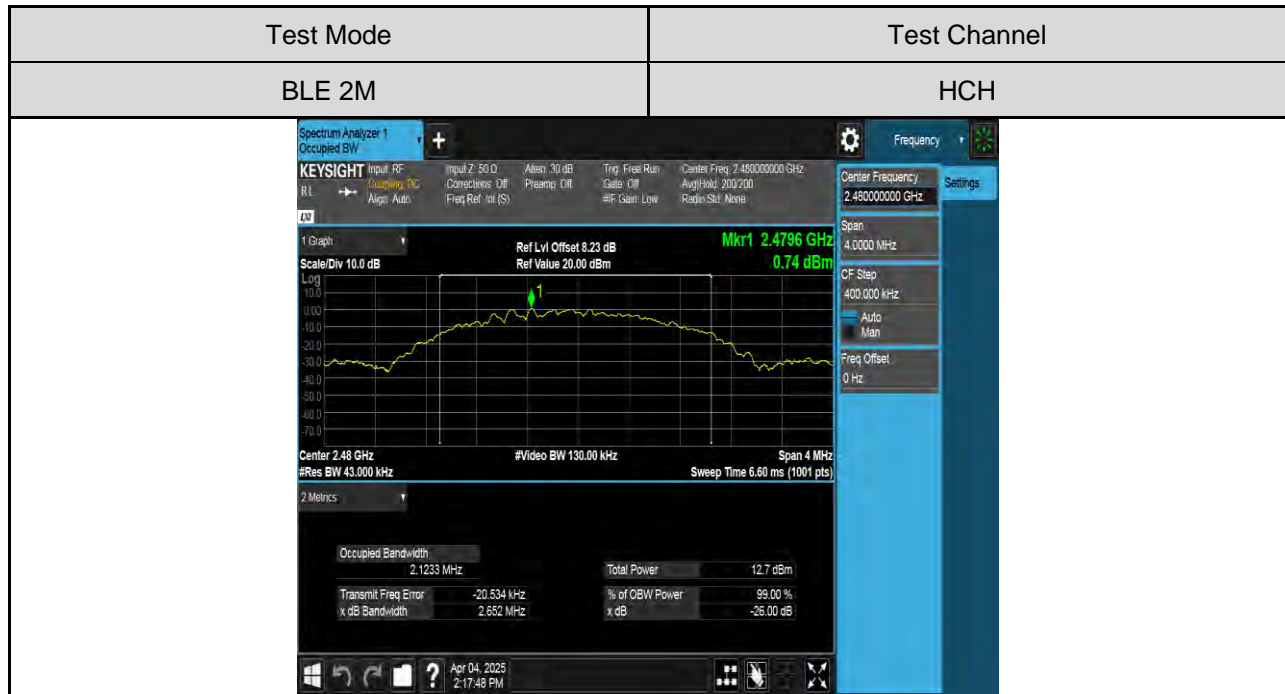 Test Mode
Test Channel
BLE 2M
HCH
Spectrum Analyzer 1
Occupied BW
+
Frequency
KEYSIGHT
RL
Input: RF
Coupling: DC
Align: Auto
Input Z: 50 Ω
Corrections: Off
Freq Ref: Int (S)
Atten: 30 dB
Preamp: Off
Trig: Free Run
Gate: Off
#IF Gain: Low
Center Freq: 2.480000000 GHz
Avg|Hold: 200/200
Radio Std: None
Center Frequency
2.480000000 GHz
Settings
Span
4.0000 MHz
CF Step
400.000 kHz
Auto
Man
Freq Offset
0 Hz
1 Graph
Scale/Div 10.0 dB
Ref Lvl Offset 8.23 dB
Ref Value 20.00 dBm
Mkr1 2.4796 GHz
0.74 dBm
Log
10.0
0.00
-10.0
-20.0
-30.0
-40.0
-50.0
-60.0
-70.0
1
Center 2.48 GHz
#Res BW 43.000 kHz
#Video BW 130.00 kHz
Span 4 MHz
Sweep Time 6.60 ms (1001 pts)
2 Metrics
Occupied Bandwidth
2.1233 MHz
Total Power 12.7 dBm
Transmit Freq Error -20.534 kHz
% of OBW Power 99.00 %
x dB Bandwidth 2.652 MHz
x dB -26.00 dB
?
Apr 04, 2025
2:17:48 PM